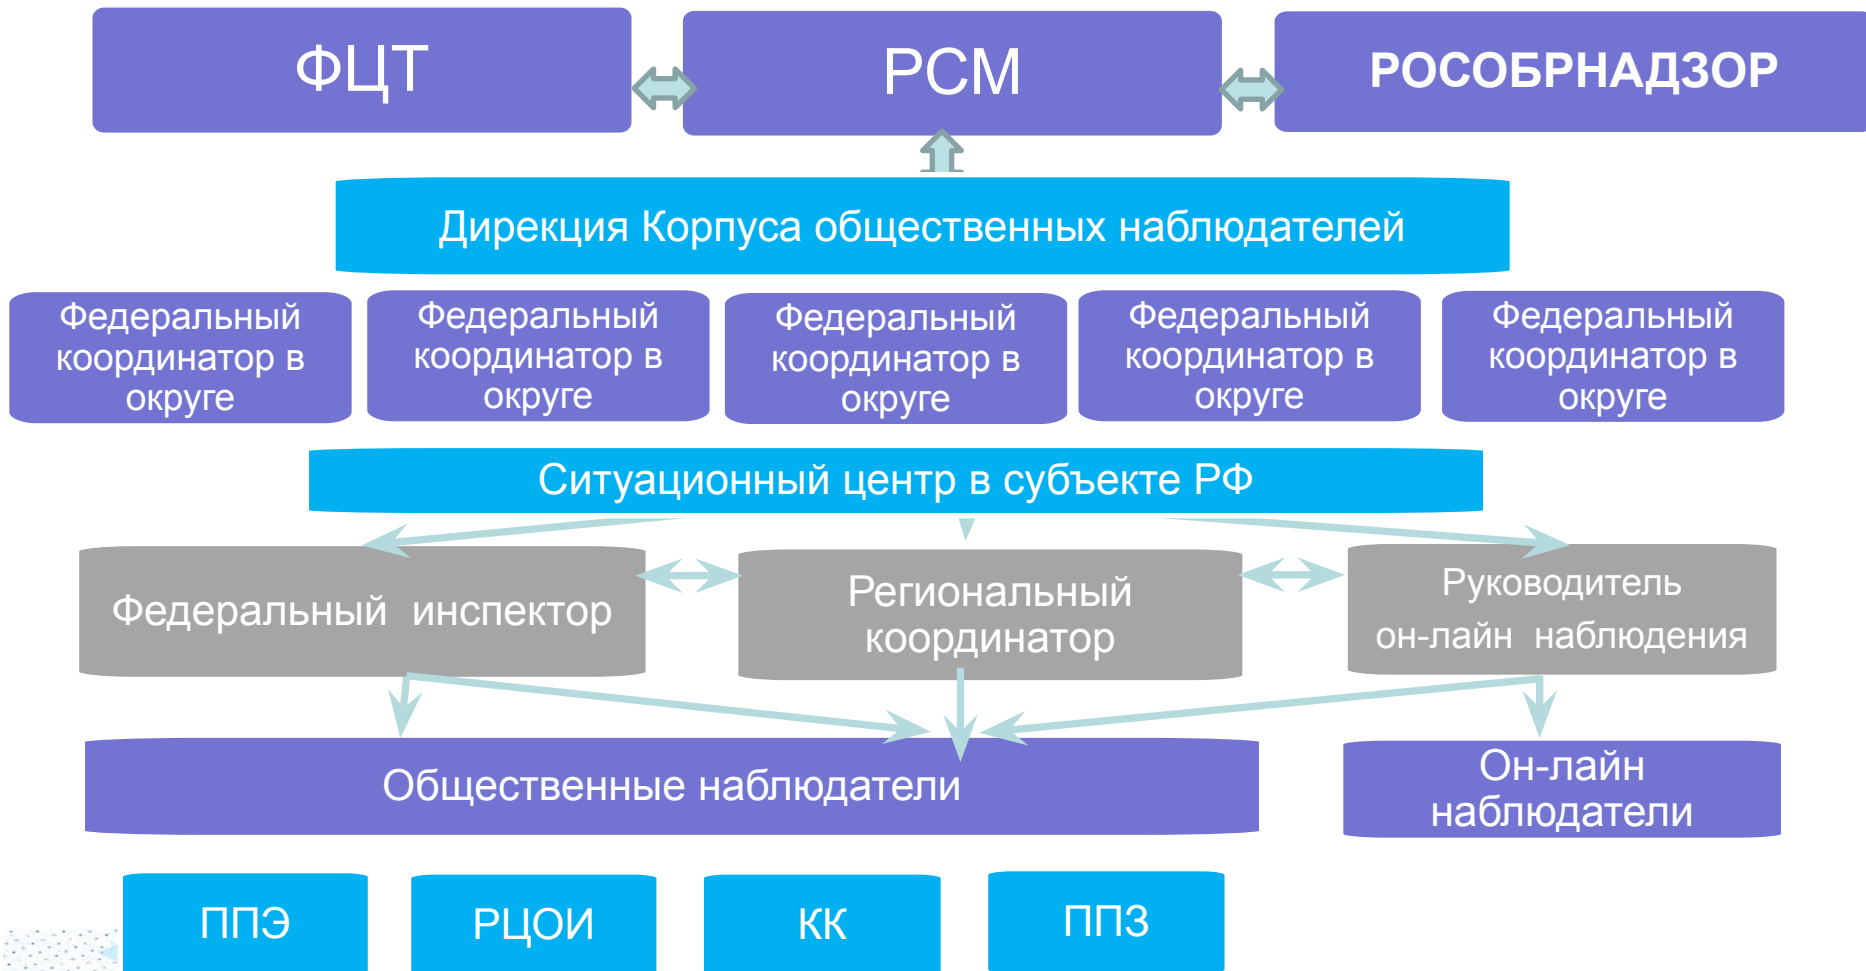 ФЦТ
РСМ
РОСОБРНАДЗОР
Дирекция Корпуса общественных наблюдателей
Федеральный
координатор в
округе
Федеральный
координатор в
округе
Федеральный
координатор в
округе
Федеральный
координатор в
округе
Федеральный
координатор в
округе
Ситуационный центр в субъекте РФ
Федеральный инспектор
Региональный
координатор
Руководитель
он-лайн наблюдения
Общественные наблюдатели
Он-лайн
наблюдатели
ППЭ
РЦОИ
КК
ППЗ